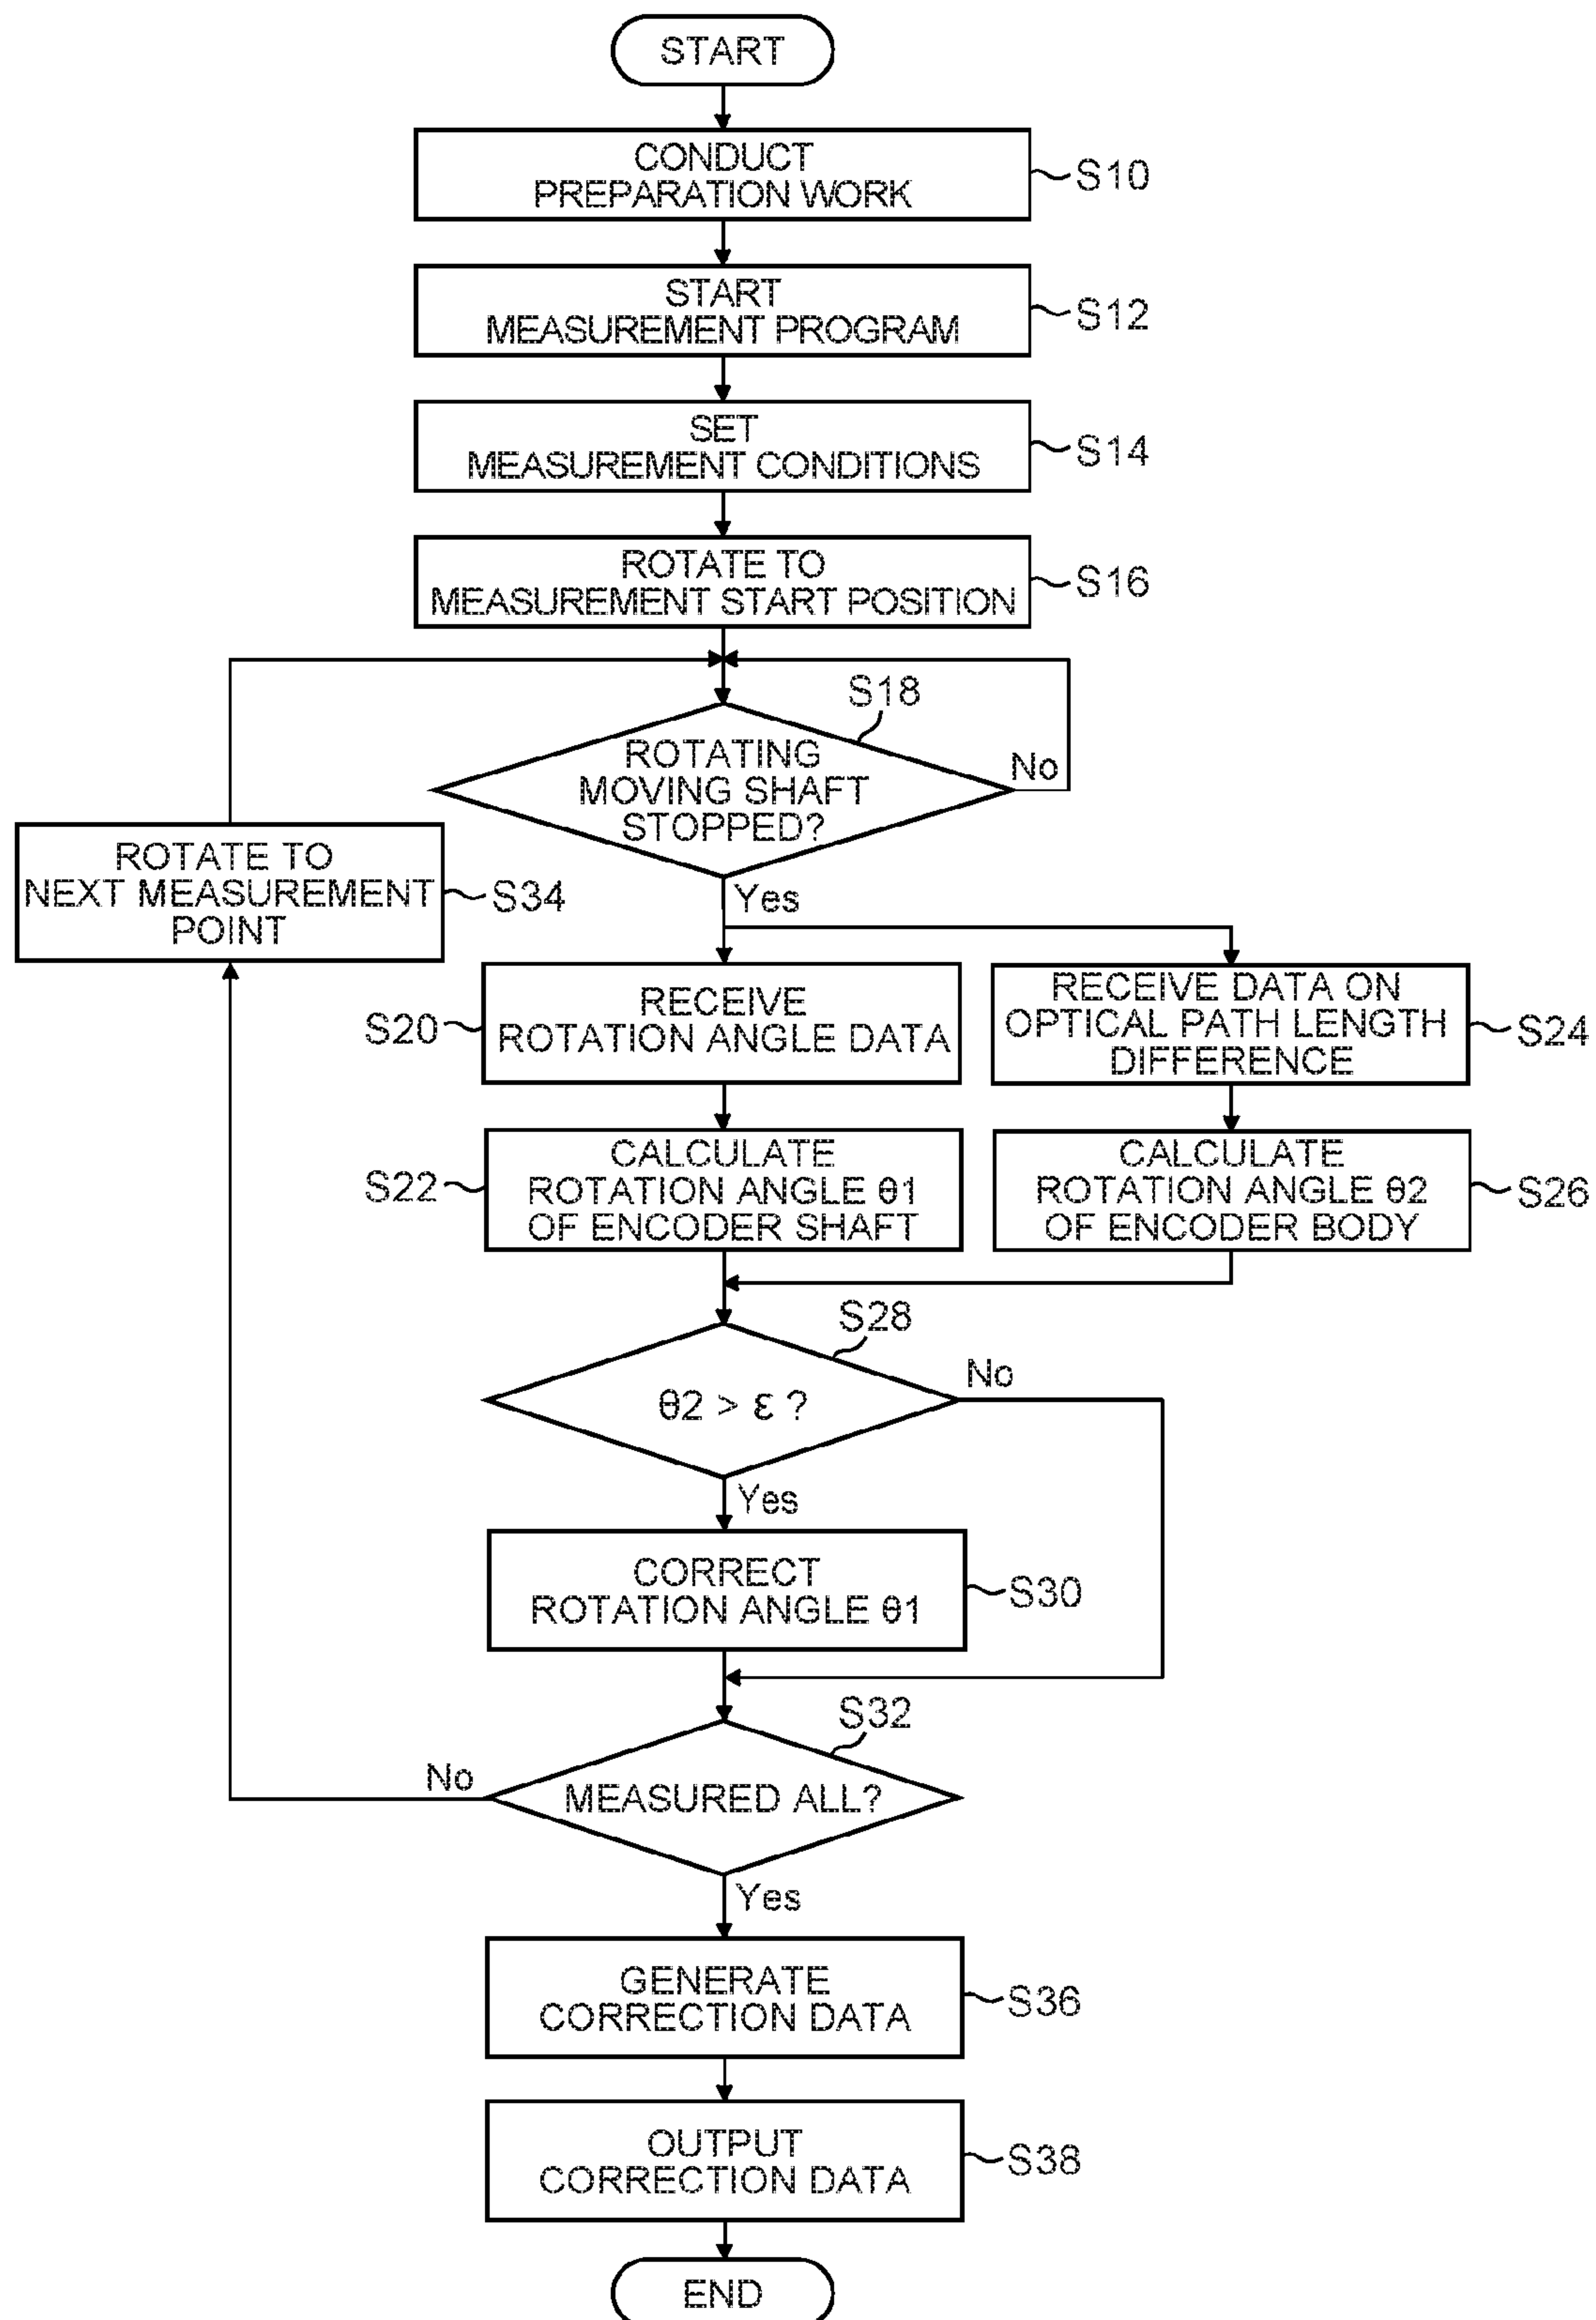 START
CONDUCT
PREPARATION WORK
S10
START
MEASUREMENT PROGRAM
S12
SET
MEASUREMENT CONDITIONS
S14
ROTATE TO
MEASUREMENT START POSITION
S16
S18
ROTATING
MOVING SHAFT
STOPPED?
No
Yes
ROTATE TO
NEXT MEASUREMENT
POINT
S34
S20
RECEIVE
ROTATION ANGLE DATA
RECEIVE DATA ON
OPTICAL PATH LENGTH
DIFFERENCE
S24
S22
CALCULATE
ROTATION ANGLE θ1
OF ENCODER SHAFT
CALCULATE
ROTATION ANGLE θ2
OF ENCODER BODY
S26
S28
θ2 > ε ?
No
Yes
CORRECT
ROTATION ANGLE θ1
S30
S32
MEASURED ALL?
No
Yes
GENERATE
CORRECTION DATA
S36
OUTPUT
CORRECTION DATA
S38
END